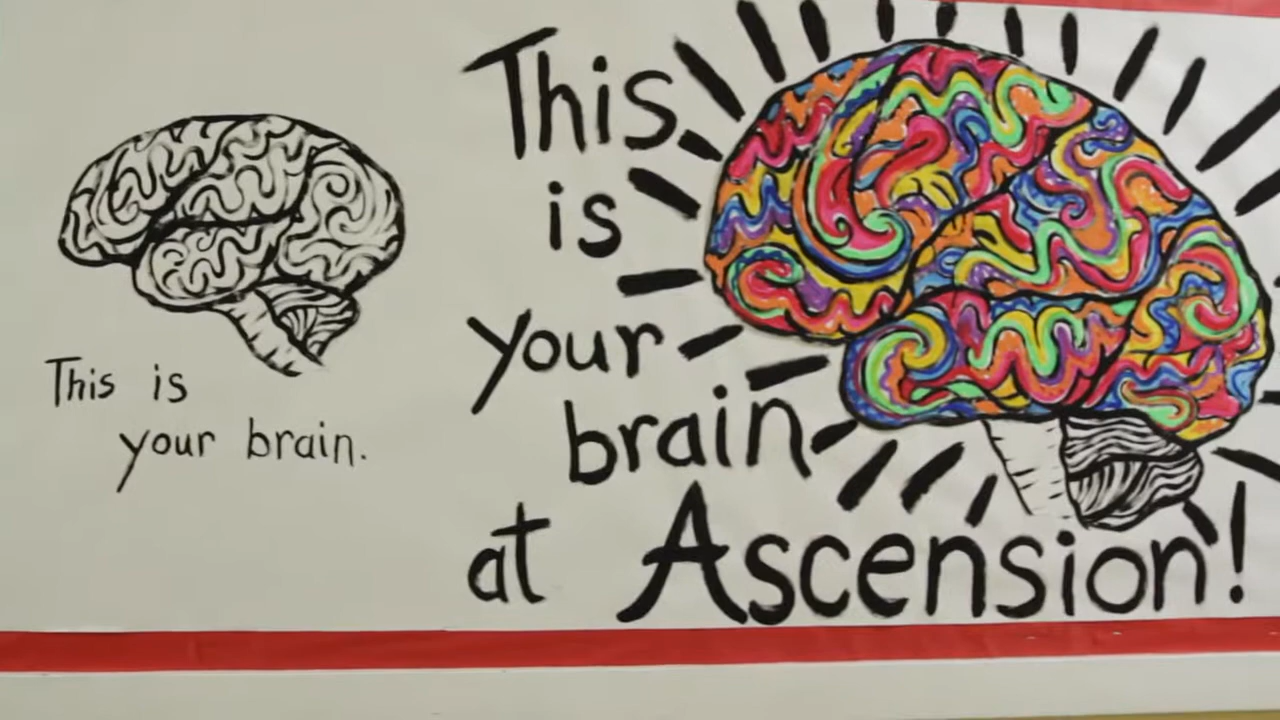 This is
your brain.
This
is
your
brain
at Ascension!